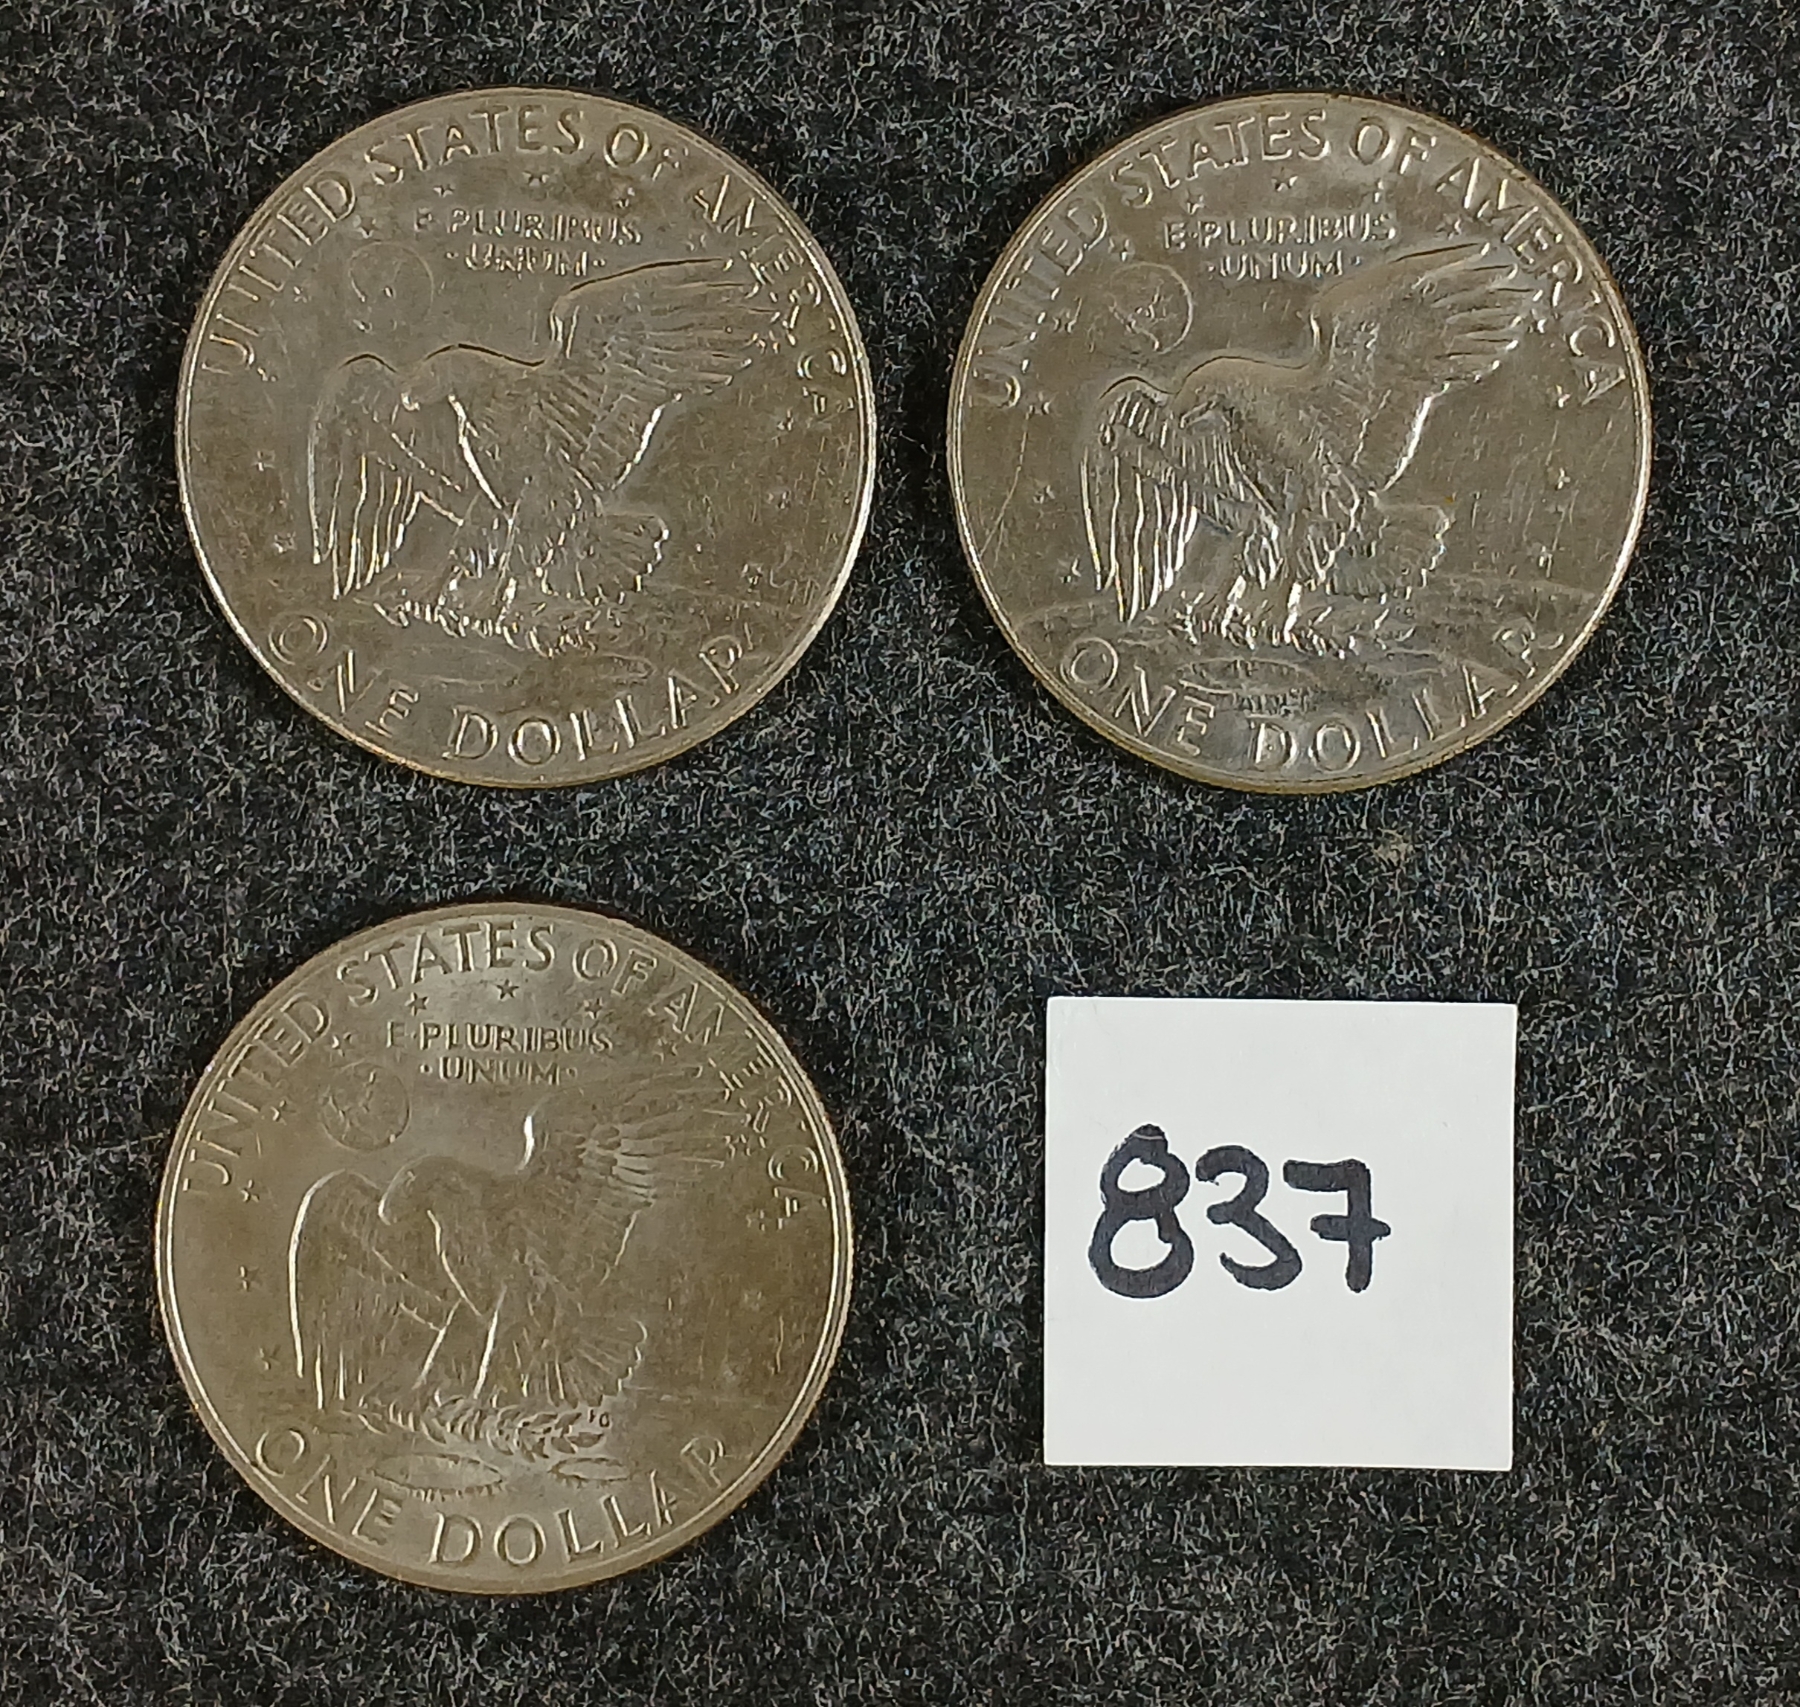 UNITED STATES OF AMERICA
E·PLURIBUS
·UNUM·
ONE DOLLAR
UNITED STATES OF AMERICA
E·PLURIBUS
·UNUM·
ONE DOLLAR
UNITED STATES OF AMERICA
E·PLURIBUS
·UNUM·
ONE DOLLAR
837